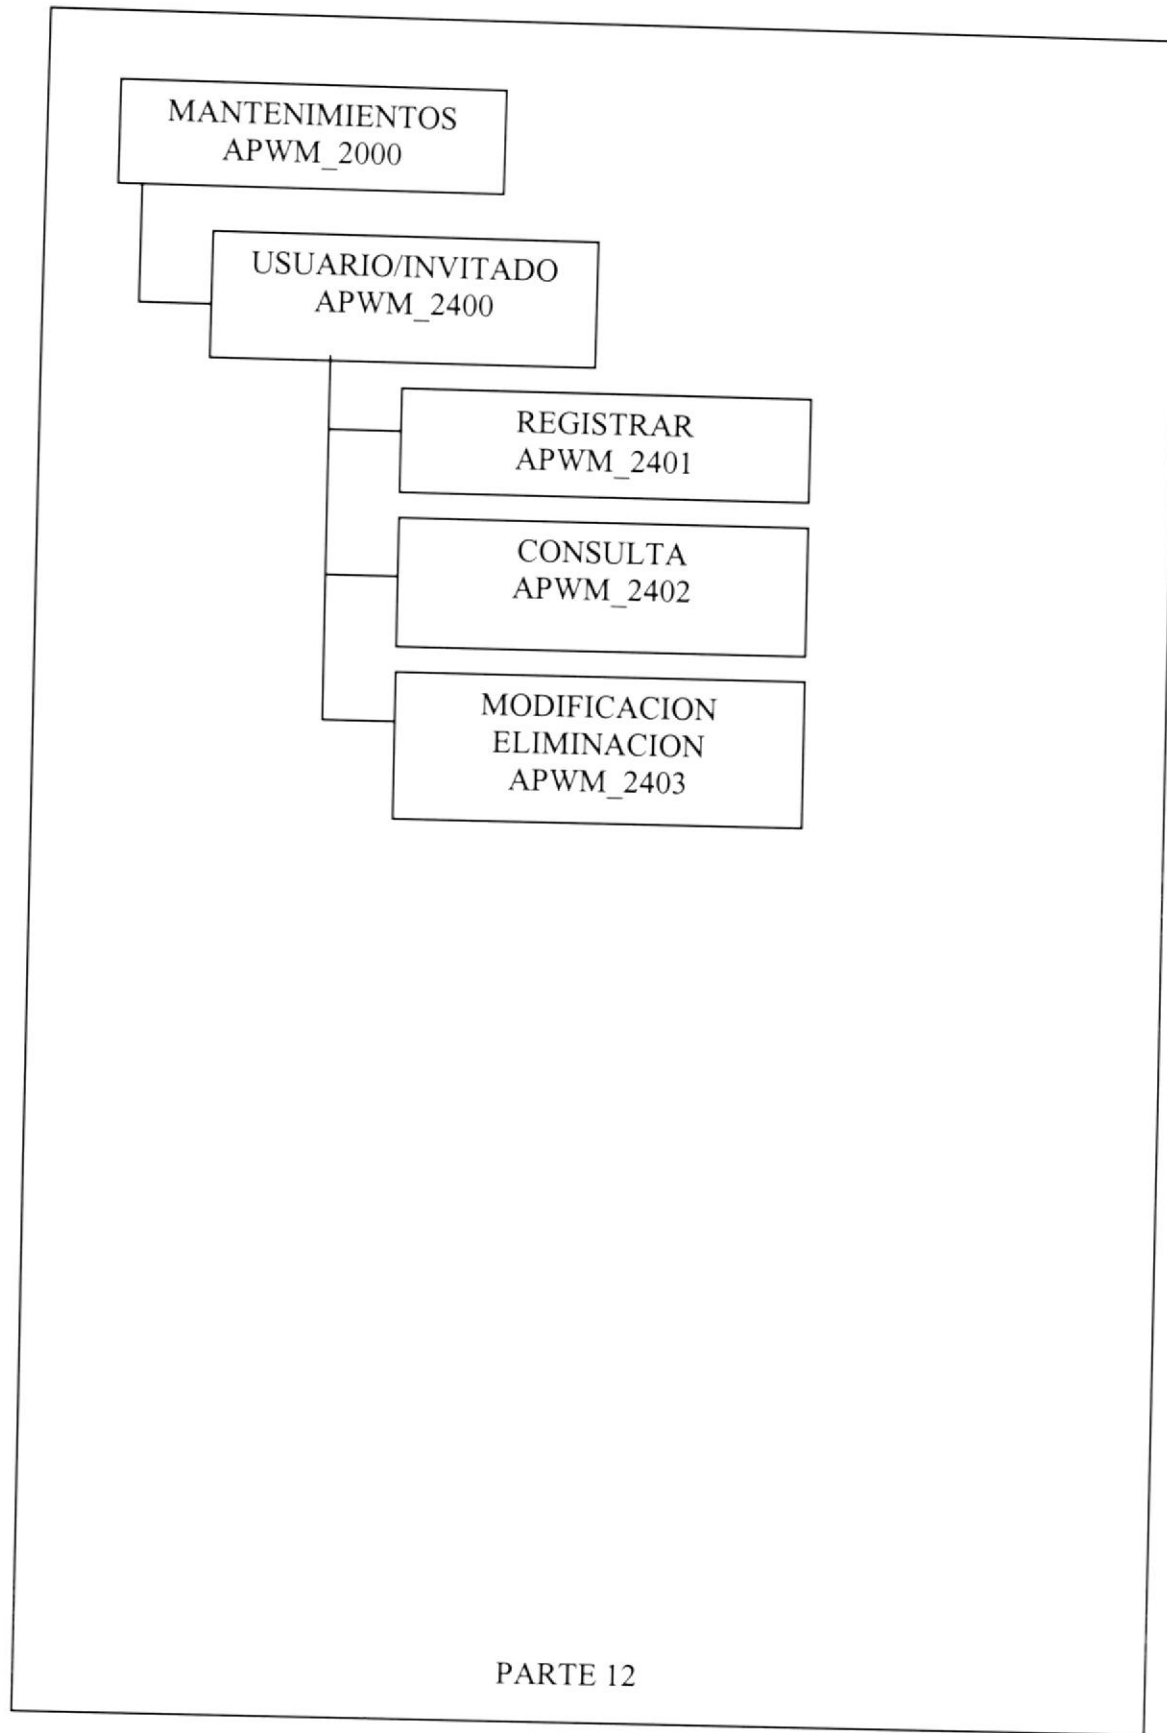 MANTENIMIENTOS
APWM_2000
USUARIO/INVITADO
APWM_2400
REGISTRAR
APWM_2401
CONSULTA
APWM_2402
MODIFICACION
ELIMINACION
APWM_2403
PARTE 12